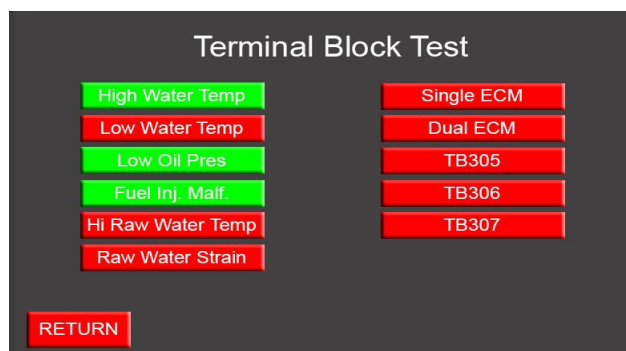 Terminal Block Test
High Water Temp
Low Water Temp
Low Oil Pres
Fuel Inj. Malf.
Hi Raw Water Temp
Raw Water Strain
Single ECM
Dual ECM
TB305
TB306
TB307
RETURN